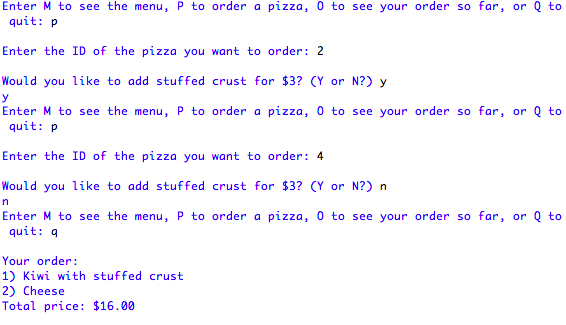 Enter M to see the menu, P to order a pizza, O to see your order so far, or Q to
quit: p
Enter the ID of the pizza you want to order: 2
Would you like to add stuffed crust for $3? (Y or N?) y
y
Enter M to see the menu, P to order a pizza, O to see your order so far, or Q to
quit: p
Enter the ID of the pizza you want to order: 4
Would you like to add stuffed crust for $3? (Y or N?) n
n
Enter M to see the menu, P to order a pizza, O to see your order so far, or Q to
quit: q
Your order:
1) Kiwi with stuffed crust
2) Cheese
Total price: $16.00